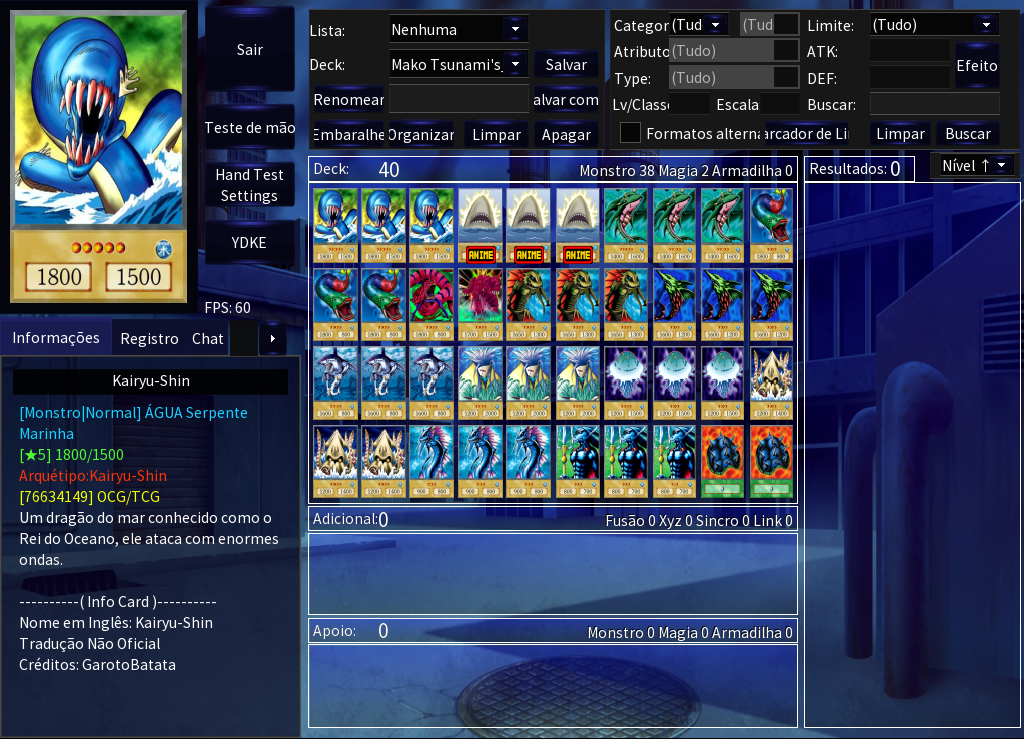 1800 1500
Sair
Teste de mão
Hand Test
Settings
YDKE
FPS: 60
Informações Registro Chat
Kairyu-Shin
[Monstro|Normal] ÁGUA Serpente
Marinha
[★5] 1800/1500
Arquétipo:Kairyu-Shin
[76634149] OCG/TCG
Um dragão do mar conhecido como o
Rei do Oceano, ele ataca com enormes
ondas.
----------( Info Card )----------
Nome em Inglês: Kairyu-Shin
Tradução Não Oficial
Créditos: GarotoBatata
Lista: Nenhuma
Deck: Mako Tsunami's, Salvar
Renomear alvar com
Embaralhe Organizar Limpar Apagar
Categor (Tud (Tud Limite: (Tudo)
Atributo (Tudo) ATK:
Type: (Tudo) DEF: Efeito
Lv/Classe Escala Buscar:
Formatos alterna arcador de Li Limpar Buscar
Deck: 40 Monstro 38 Magia 2 Armadilha 0
Resultados: 0 Nível ↑
ANIME ANIME ANIME
Adicional: 0 Fusão 0 Xyz 0 Sincro 0 Link 0
Apoio: 0 Monstro 0 Magia 0 Armadilha 0